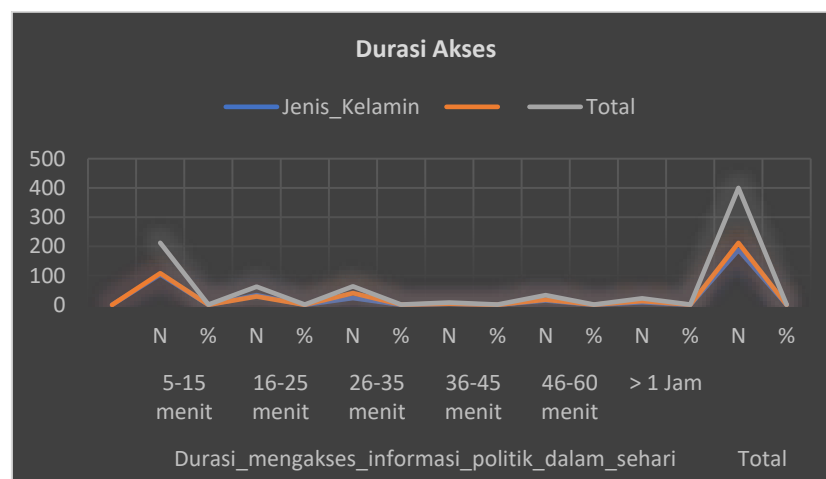 Durasi Akses
Jenis_Kelamin Total
500
400
300
200
100
0
N % N % N % N % N % N % N %
5-15 16-25 26-35 36-45 46-60 > 1 Jam
menit menit menit menit menit
Durasi_mengakses_informasi_politik_dalam_sehari Total